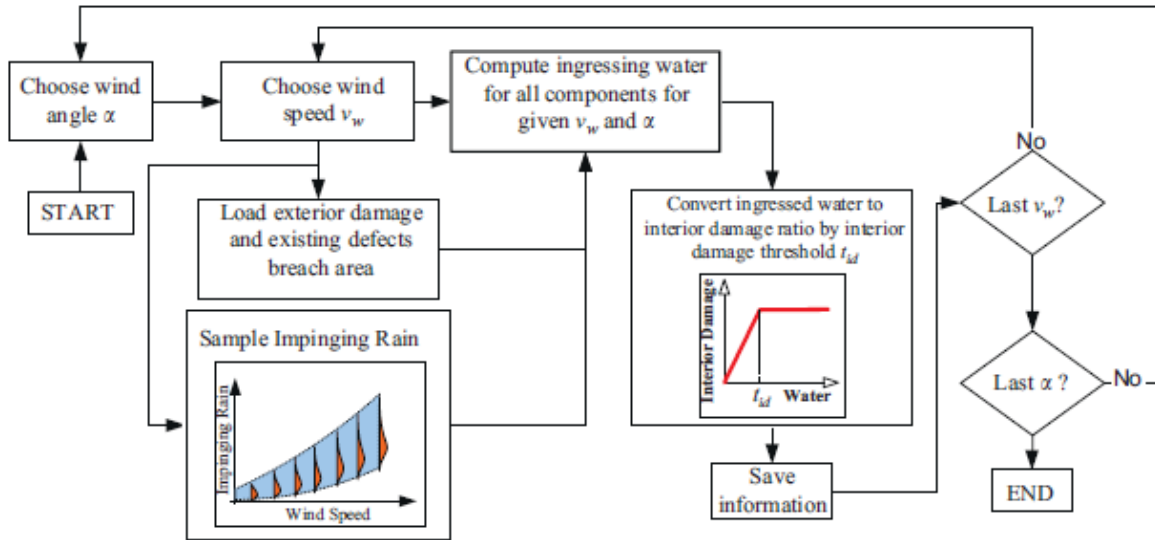 Choose wind
angle α
START
Choose wind
speed v_w
Compute ingressing water
for all components for
given v_w and α
Load exterior damage
and existing defects
breach area
Sample Impinging Rain
Impinging Rain
Wind Speed
Convert ingressed water to
interior damage ratio by interior
damage threshold t_id
Interior Damage
t_id Water
Save
information
No
Last v_w?
Last α ?
No
END